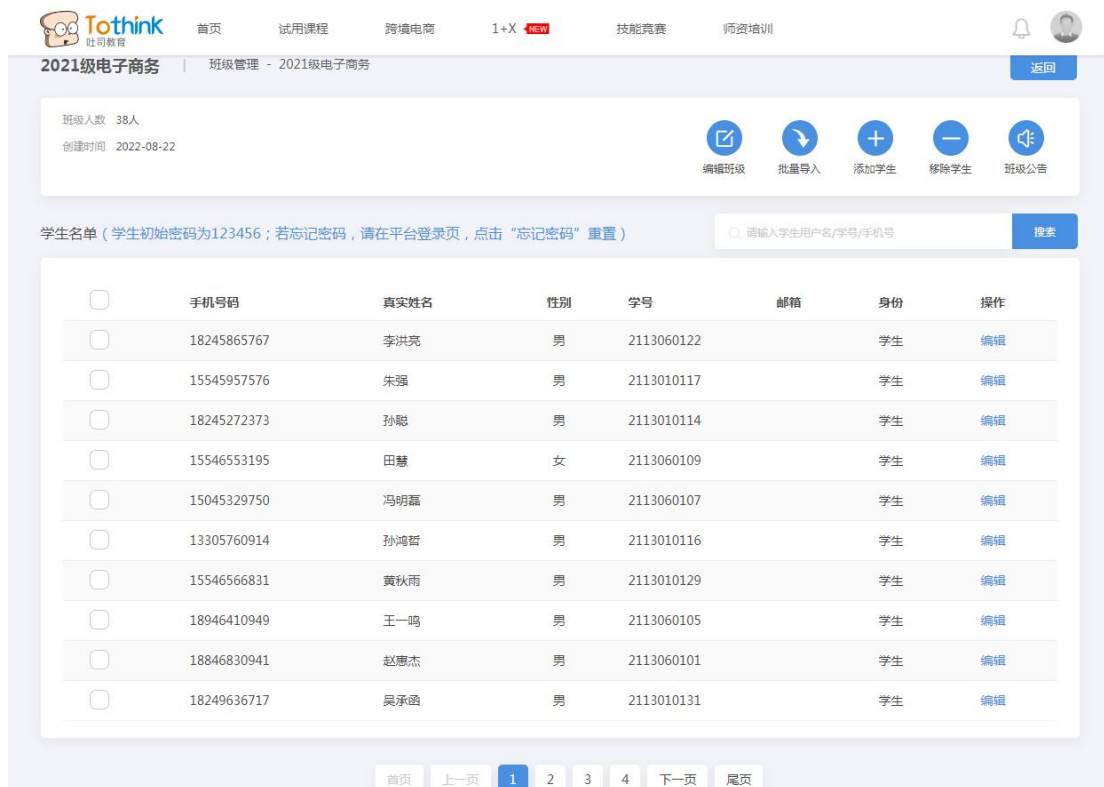 Tothink 吐司教育 首页 试用课程 跨境电商 1+X NEW 技能竞赛 师资培训
2021级电子商务 | 班级管理 - 2021级电子商务 返回
班级人数 38人
创建时间 2022-08-22
编辑班级 批量导入 添加学生 移除学生 班级公告
学生名单(学生初始密码为123456;若忘记密码,请在平台登录页,点击“忘记密码”重置) 请输入学生用户名/学号/手机号 搜索
手机号码 真实姓名 性别 学号 邮箱 身份 操作
18245865767 李洪亮 男 2113060122 学生 编辑
15545957576 朱强 男 2113010117 学生 编辑
18245272373 孙聪 男 2113010114 学生 编辑
15546553195 田慧 女 2113060109 学生 编辑
15045329750 冯明磊 男 2113060107 学生 编辑
13305760914 孙鸿哲 男 2113010116 学生 编辑
15546566831 黄秋雨 男 2113010129 学生 编辑
18946410949 王一鸣 男 2113060105 学生 编辑
18846830941 赵惠杰 男 2113060101 学生 编辑
18249636717 吴承函 男 2113010131 学生 编辑
首页 上一页 1 2 3 4 下一页 尾页